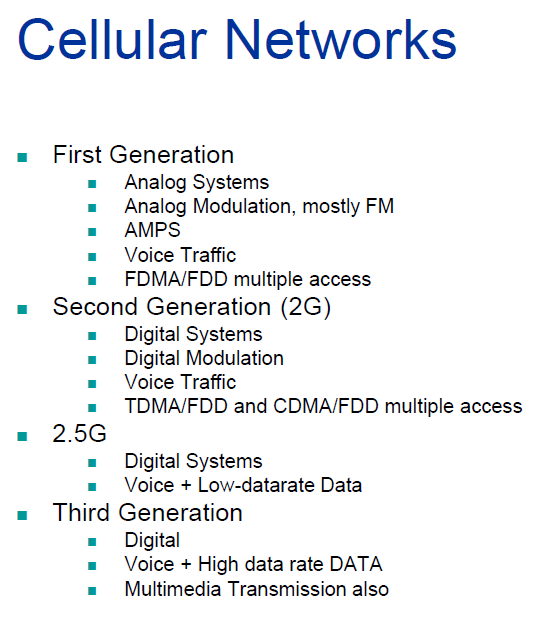 Cellular Networks
First Generation
Analog Systems
Analog Modulation, mostly FM
AMPS
Voice Traffic
FDMA/FDD multiple access
Second Generation (2G)
Digital Systems
Digital Modulation
Voice Traffic
TDMA/FDD and CDMA/FDD multiple access
2.5G
Digital Systems
Voice + Low-datarate Data
Third Generation
Digital
Voice + High data rate DATA
Multimedia Transmission also